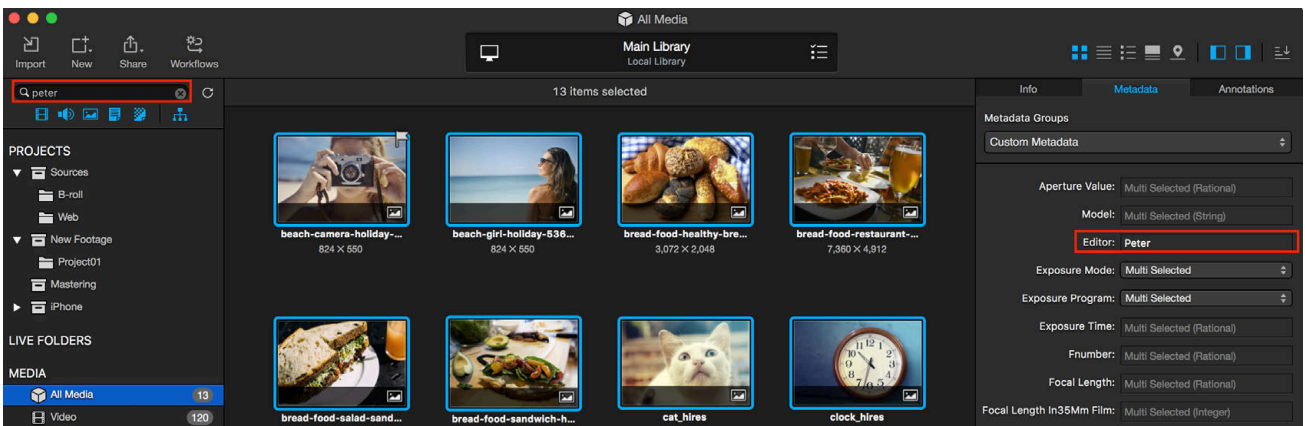 All Media
Import
New
Share
Workflows
Main Library
Local Library
peter
13 items selected
Info
Metadata
Annotations
Metadata Groups
Custom Metadata
PROJECTS
Sources
B-roll
Web
New Footage
Project01
Mastering
iPhone
LIVE FOLDERS
MEDIA
All Media 13
Video 120
beach-camera-holiday-...
824 × 550
beach-girl-holiday-536...
824 × 550
bread-food-healthy-bre...
3,072 × 2,048
bread-food-restaurant-...
7,360 × 4,912
bread-food-salad-sand...
bread-food-sandwich-h...
cat_hires
clock_hires
Aperture Value: Multi Selected (Rational)
Model: Multi Selected (String)
Editor: Peter
Exposure Mode: Multi Selected
Exposure Program: Multi Selected
Exposure Time: Multi Selected (Rational)
Fnumber: Multi Selected (Rational)
Focal Length: Multi Selected (Rational)
Focal Length In35Mm Film: Multi Selected (Integer)